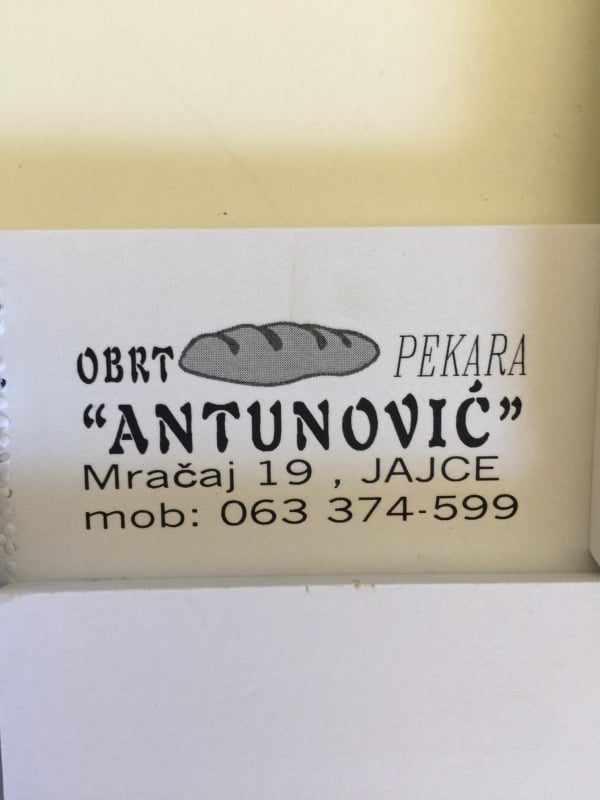 OBRT PEKARA
“ANTUNOVIĆ”
Mračaj 19 , JAJCE
mob: 063 374-599